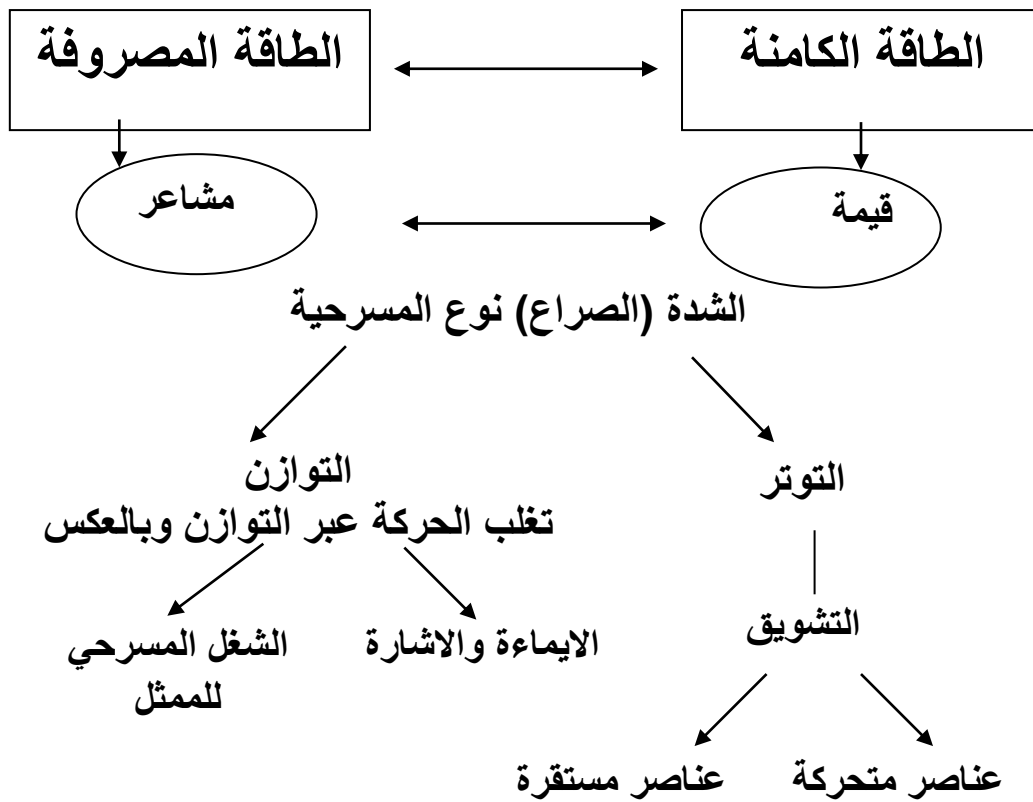 الطاقة الكامنة
الطاقة المصروفة
قيمة
مشاعر
الشدة (الصراع) نوع المسرحية
التوتر
التوازن
تغلب الحركة عبر التوازن وبالعكس
التشويق
الايماءة والاشارة
الشغل المسرحي
للممثل
عناصر متحركة
عناصر مستقرة